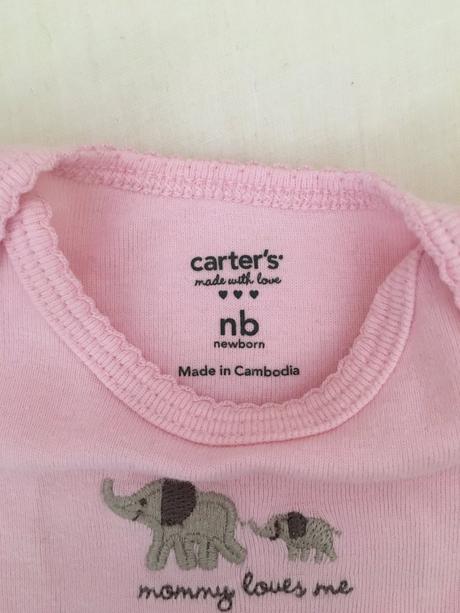 carter's
made with love
nb
newborn
Made in Cambodia
mommy loves me